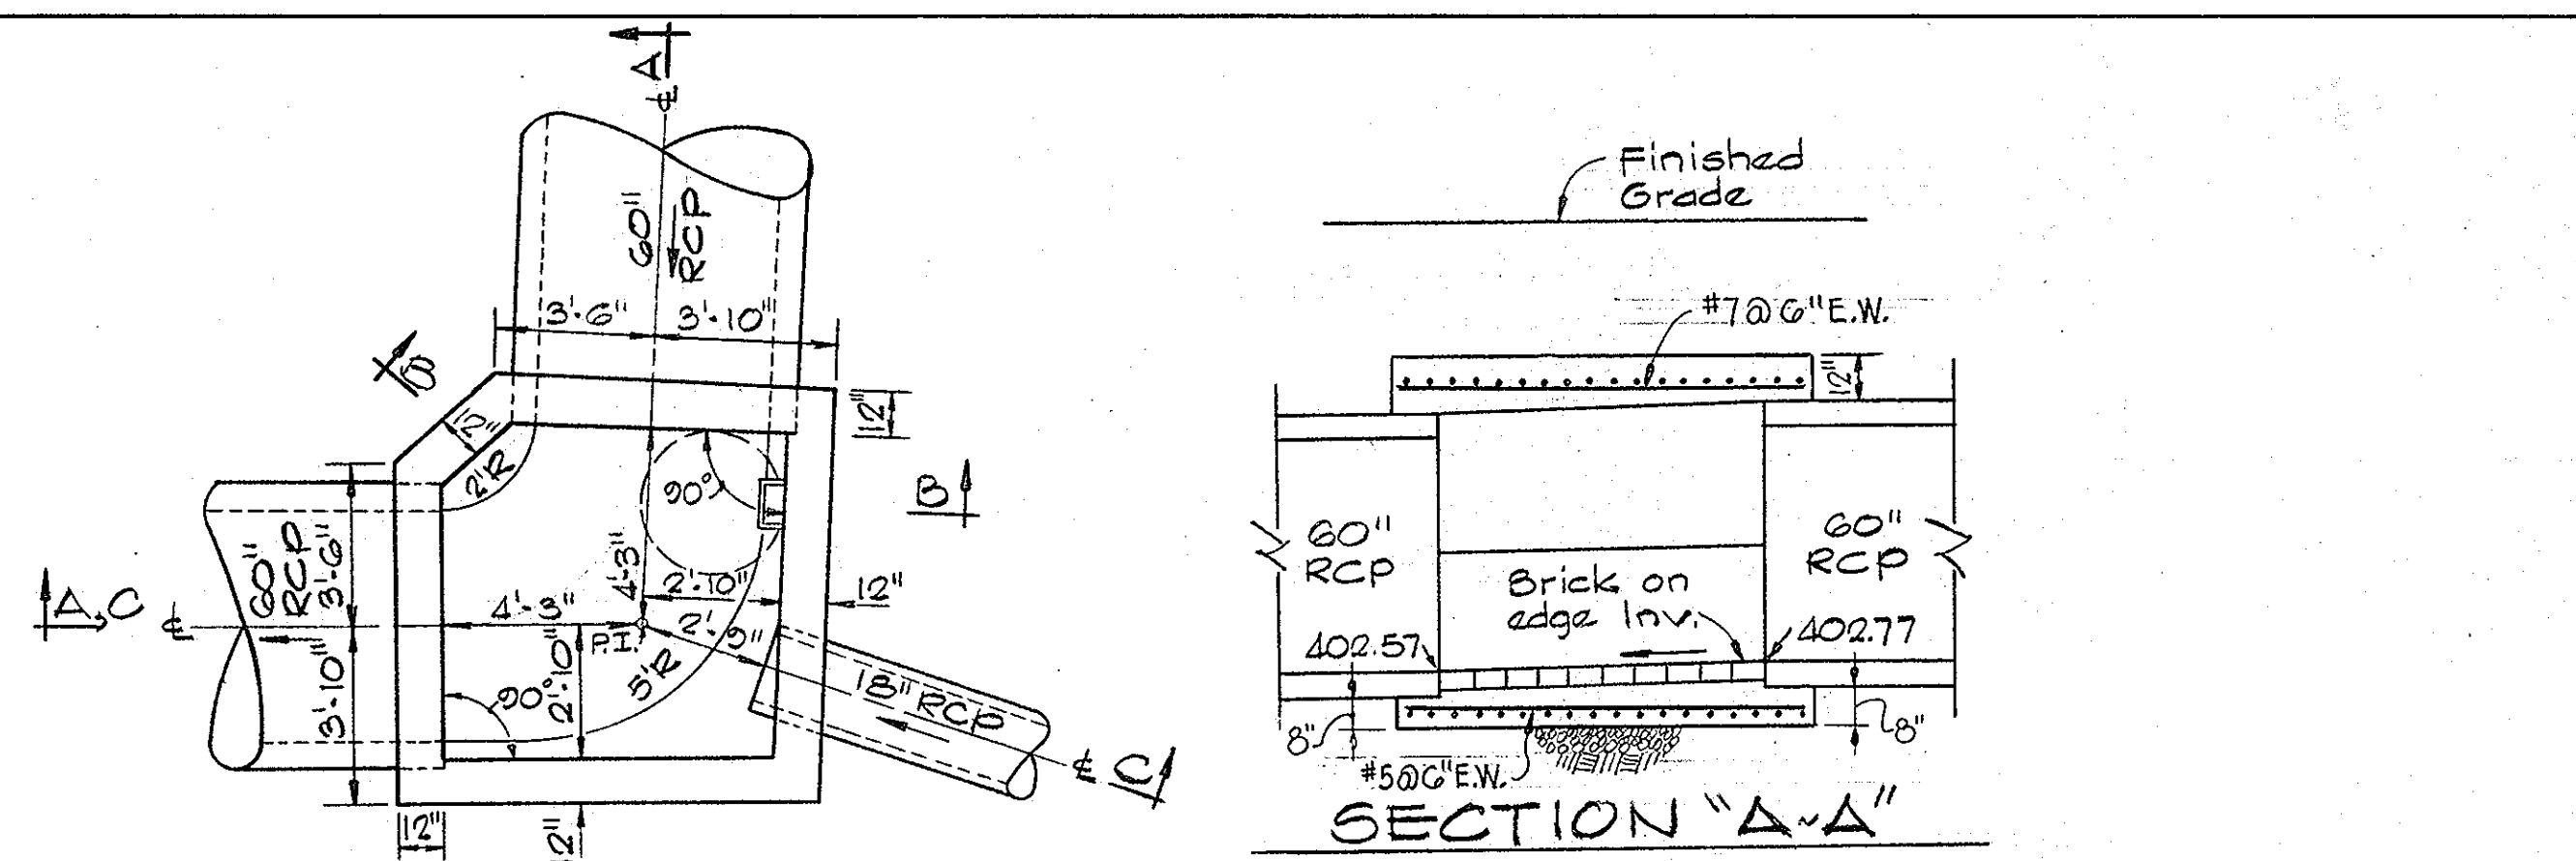 A
℄
60"
RCP
3'-6" 3'-10"
B
12"
12"
2'R
90°
B
60"
RCP
3'-6"
4'-3"
2'-10"
12"
A,C
℄
4'-3"
P.I.
2'-9"
3'-10"
90°
2'-10"
5'R
18" RCP
℄ C
12"
12"
Finished
Grade
#7@6"E.W.
12"
60"
RCP
60"
RCP
Brick on
edge Inv.
402.57
402.77
8"
8"
#5@6"E.W.
SECTION "A-A"